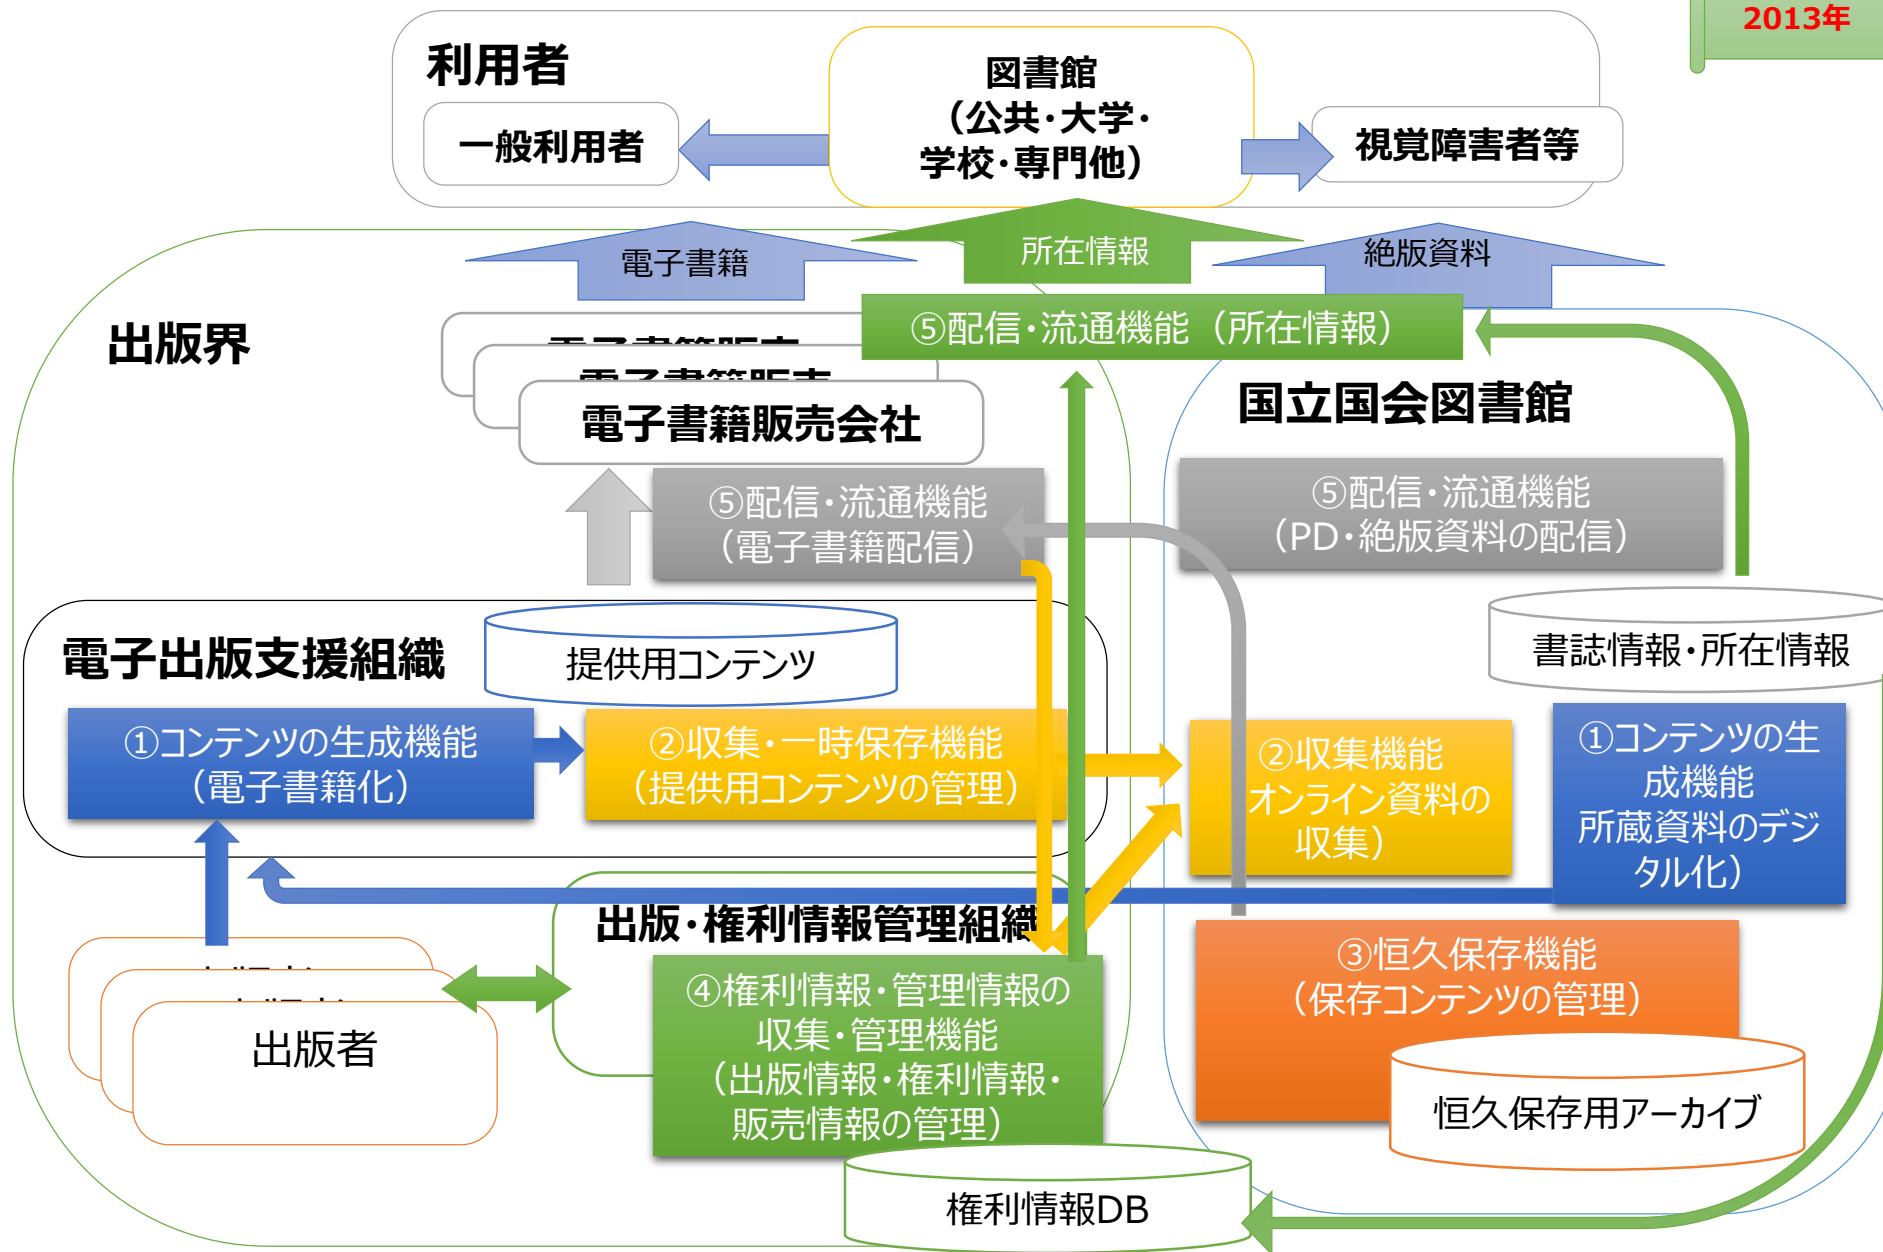 2013年
利用者
図書館
（公共・大学・
学校・専門他）
一般利用者
視覚障害者等
電子書籍
所在情報
絶版資料
出版界
⑤配信・流通機能（所在情報）
電子書籍販売
電子書籍販売
電子書籍販売会社
国立国会図書館
⑤配信・流通機能
（電子書籍配信）
⑤配信・流通機能
（PD・絶版資料の配信）
電子出版支援組織
提供用コンテンツ
書誌情報・所在情報
①コンテンツの生成機能
（電子書籍化）
②収集・一時保存機能
（提供用コンテンツの管理）
②収集機能
オンライン資料の
収集）
①コンテンツの生
成機能
所蔵資料のデジ
タル化）
出版・権利情報管理組織
③恒久保存機能
（保存コンテンツの管理）
④権利情報・管理情報の
収集・管理機能
（出版情報・権利情報・
販売情報の管理）
出版者
恒久保存用アーカイブ
権利情報DB